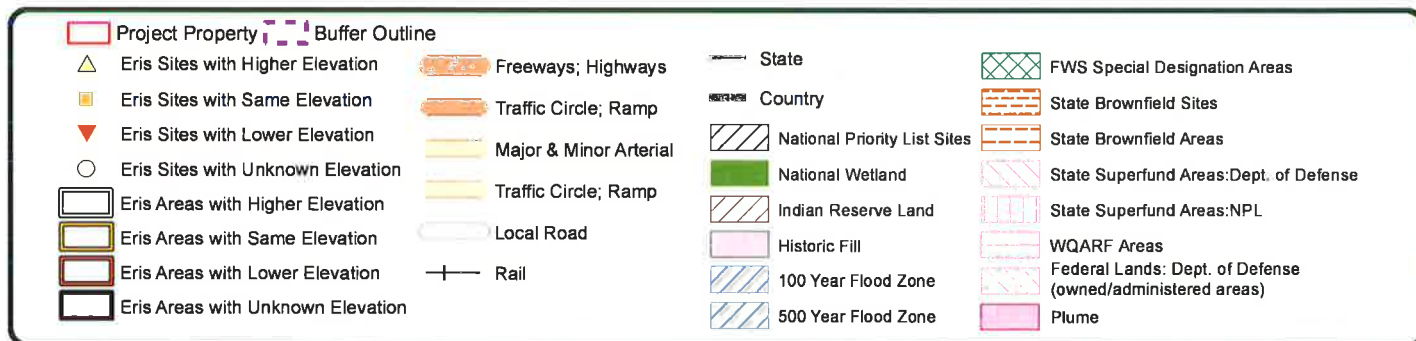 Project Property Buffer Outline
Eris Sites with Higher Elevation
Eris Sites with Same Elevation
Eris Sites with Lower Elevation
Eris Sites with Unknown Elevation
Eris Areas with Higher Elevation
Eris Areas with Same Elevation
Eris Areas with Lower Elevation
Eris Areas with Unknown Elevation
Freeways; Highways
Traffic Circle; Ramp
Major & Minor Arterial
Traffic Circle; Ramp
Local Road
Rail
State
Country
National Priority List Sites
National Wetland
Indian Reserve Land
Historic Fill
100 Year Flood Zone
500 Year Flood Zone
FWS Special Designation Areas
State Brownfield Sites
State Brownfield Areas
State Superfund Areas:Dept. of Defense
State Superfund Areas:NPL
WQARF Areas
Federal Lands: Dept. of Defense
(owned/administered areas)
Plume